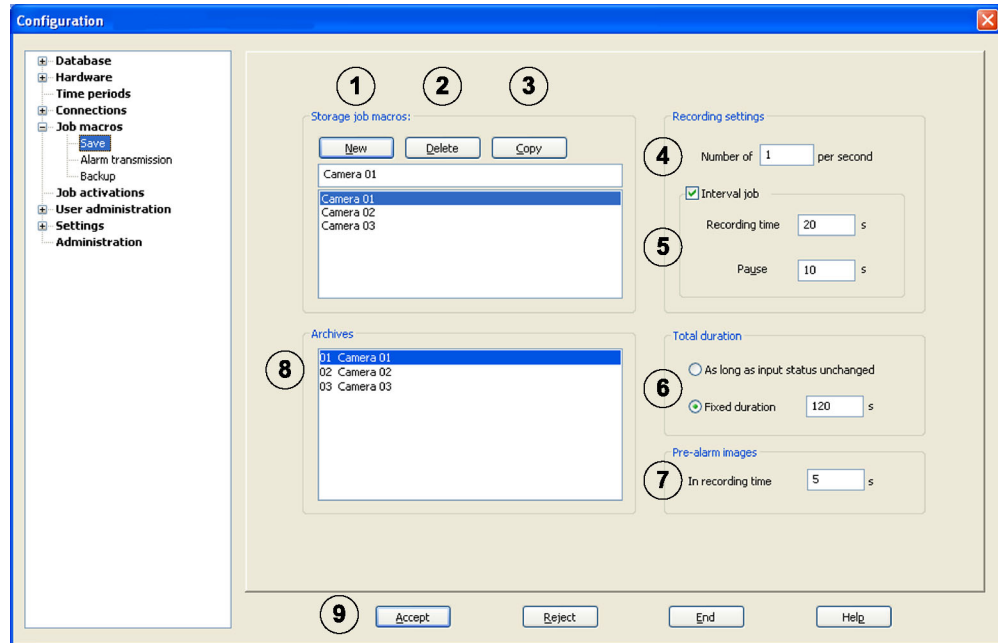 Configuration
Database
Hardware
Time periods
Connections
Job macros
Save
Alarm transmission
Backup
Job activations
User administration
Settings
Administration
1 2 3
Storage job macros:
New Delete Copy
Camera 01
Camera 01
Camera 02
Camera 03
Recording settings
4 Number of 1 per second
Interval job
5
Recording time 20 s
Pause 10 s
Archives
8
01 Camera 01
02 Camera 02
03 Camera 03
Total duration
6
As long as input status unchanged
Fixed duration 120 s
Pre-alarm images
7 In recording time 5 s
9 Accept Reject End Help